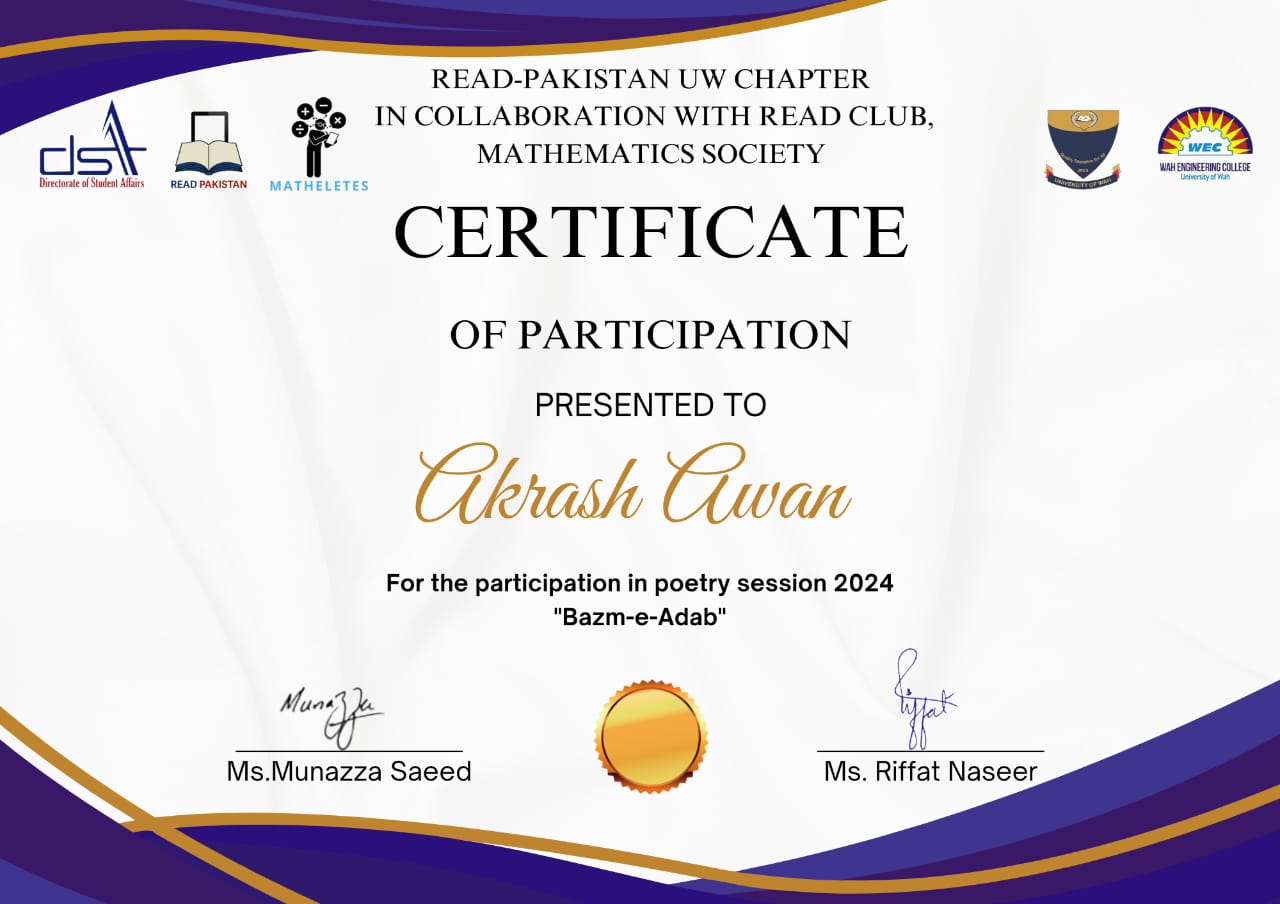 READ-PAKISTAN UW CHAPTER
IN COLLABORATION WITH READ CLUB,
MATHEMATICS SOCIETY
dsA
Directorate of Student Affairs
READ PAKISTAN
MATHELETES
UNIVERSITY OF WAH
WEC
WAH ENGINEERING COLLEGE
University of Wah
CERTIFICATE
OF PARTICIPATION
PRESENTED TO
Akrash Awan
For the participation in poetry session 2024
"Bazm-e-Adab"
Munazza
Riffat
Ms.Munazza Saeed
Ms. Riffat Naseer